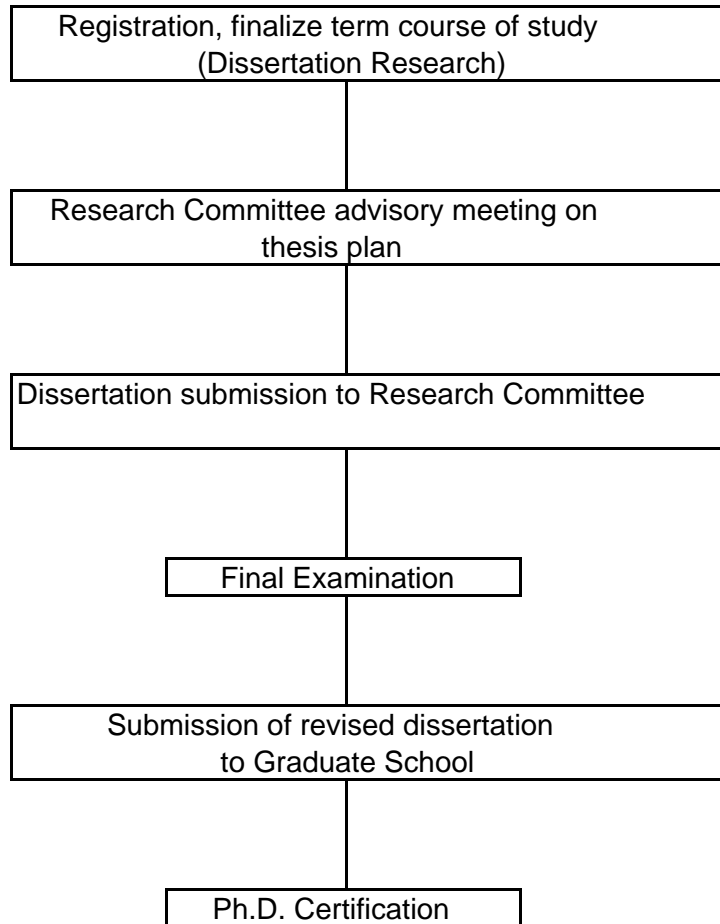 Registration, finalize term course of study
(Dissertation Research)
Research Committee advisory meeting on
thesis plan
Dissertation submission to Research Committee
Final Examination
Submission of revised dissertation
to Graduate School
Ph.D. Certification